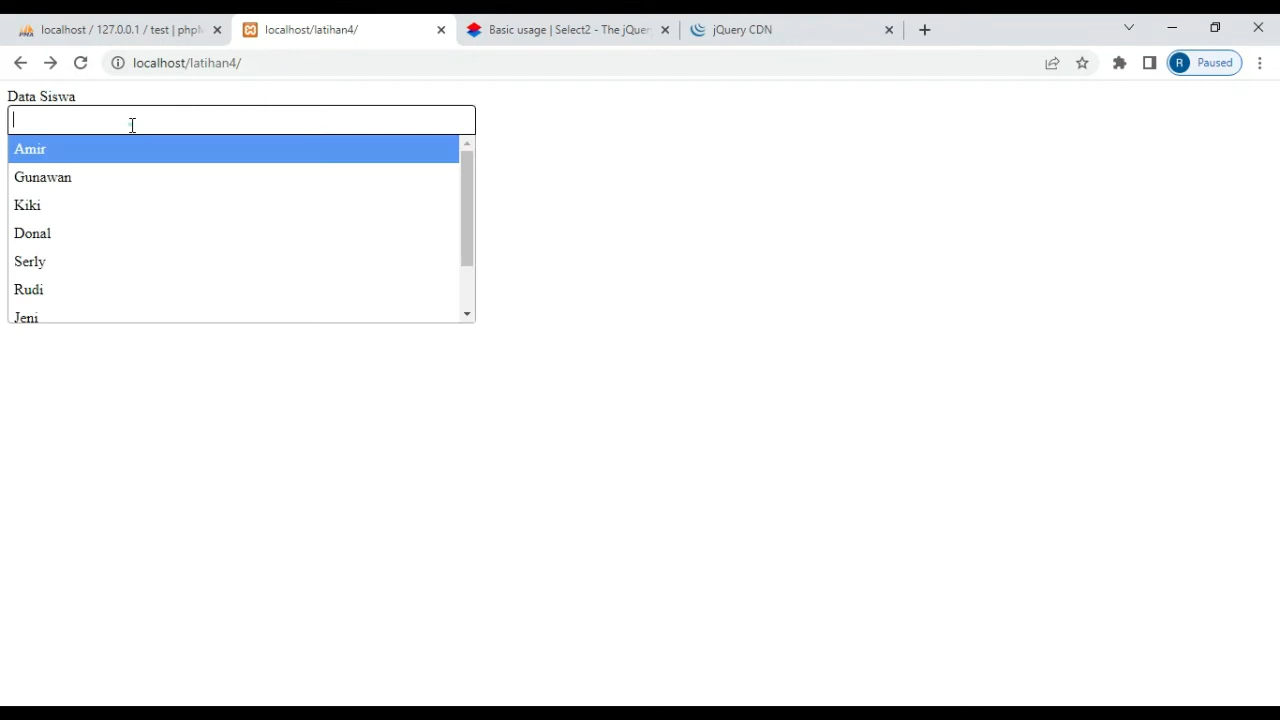 localhost / 127.0.0.1 / test | phpM
localhost/latihan4/
Basic usage | Select2 - The jQuer
jQuery CDN
localhost/latihan4/
R Paused
Data Siswa
Amir
Gunawan
Kiki
Donal
Serly
Rudi
Jeni